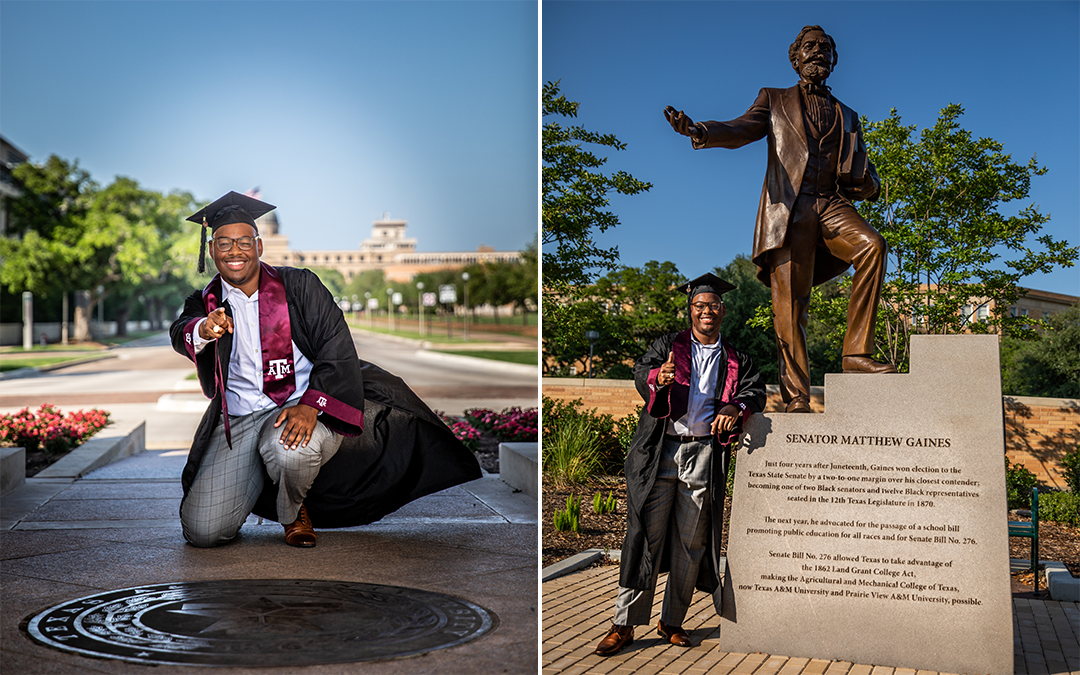 ATM
TEXAS
SENATOR MATTHEW GAINES
Just four years after Juneteenth, Gaines won election to the
Texas State Senate by a two-to-one margin over his closest contender;
becoming one of two Black senators and twelve Black representatives
seated in the 12th Texas Legislature in 1870.
The next year, he advocated for the passage of a school bill
promoting public education for all races and for Senate Bill No. 276.
Senate Bill No. 276 allowed Texas to take advantage of
the 1862 Land Grant College Act,
making the Agricultural and Mechanical College of Texas,
now Texas A&M University and Prairie View A&M University, possible.